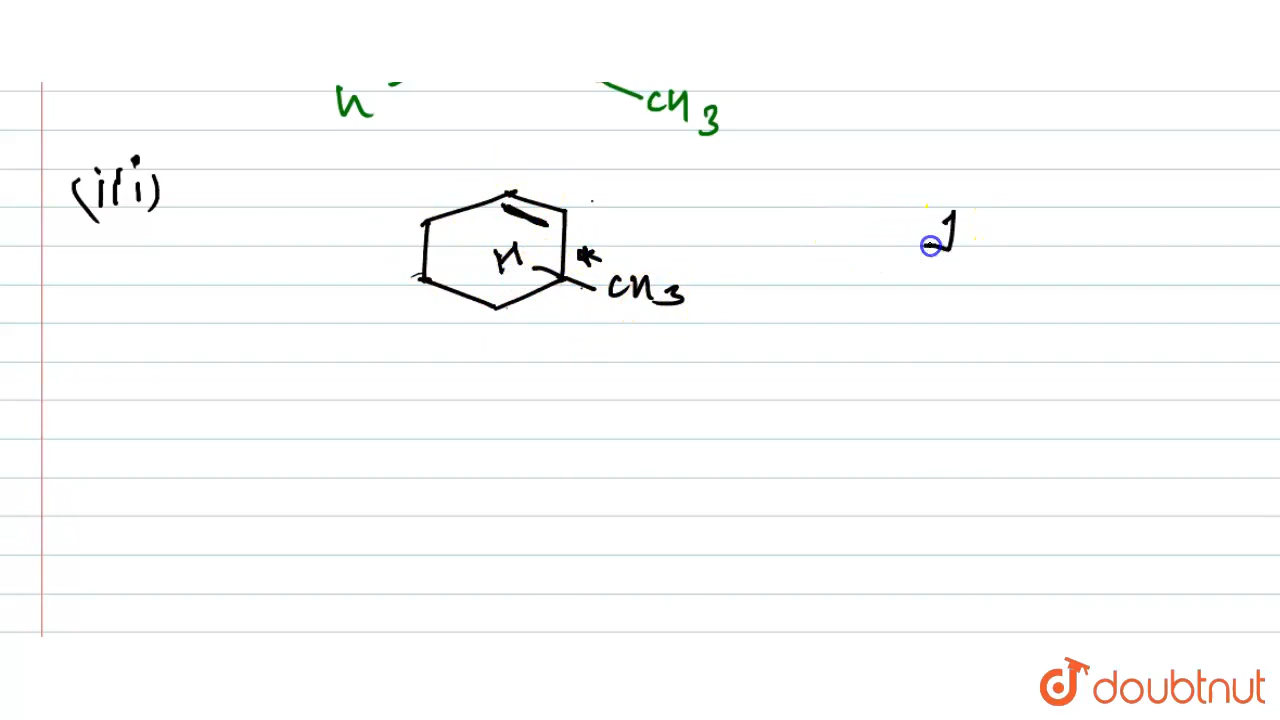 H CH3
(iii)
H *
CH3
doubtnut